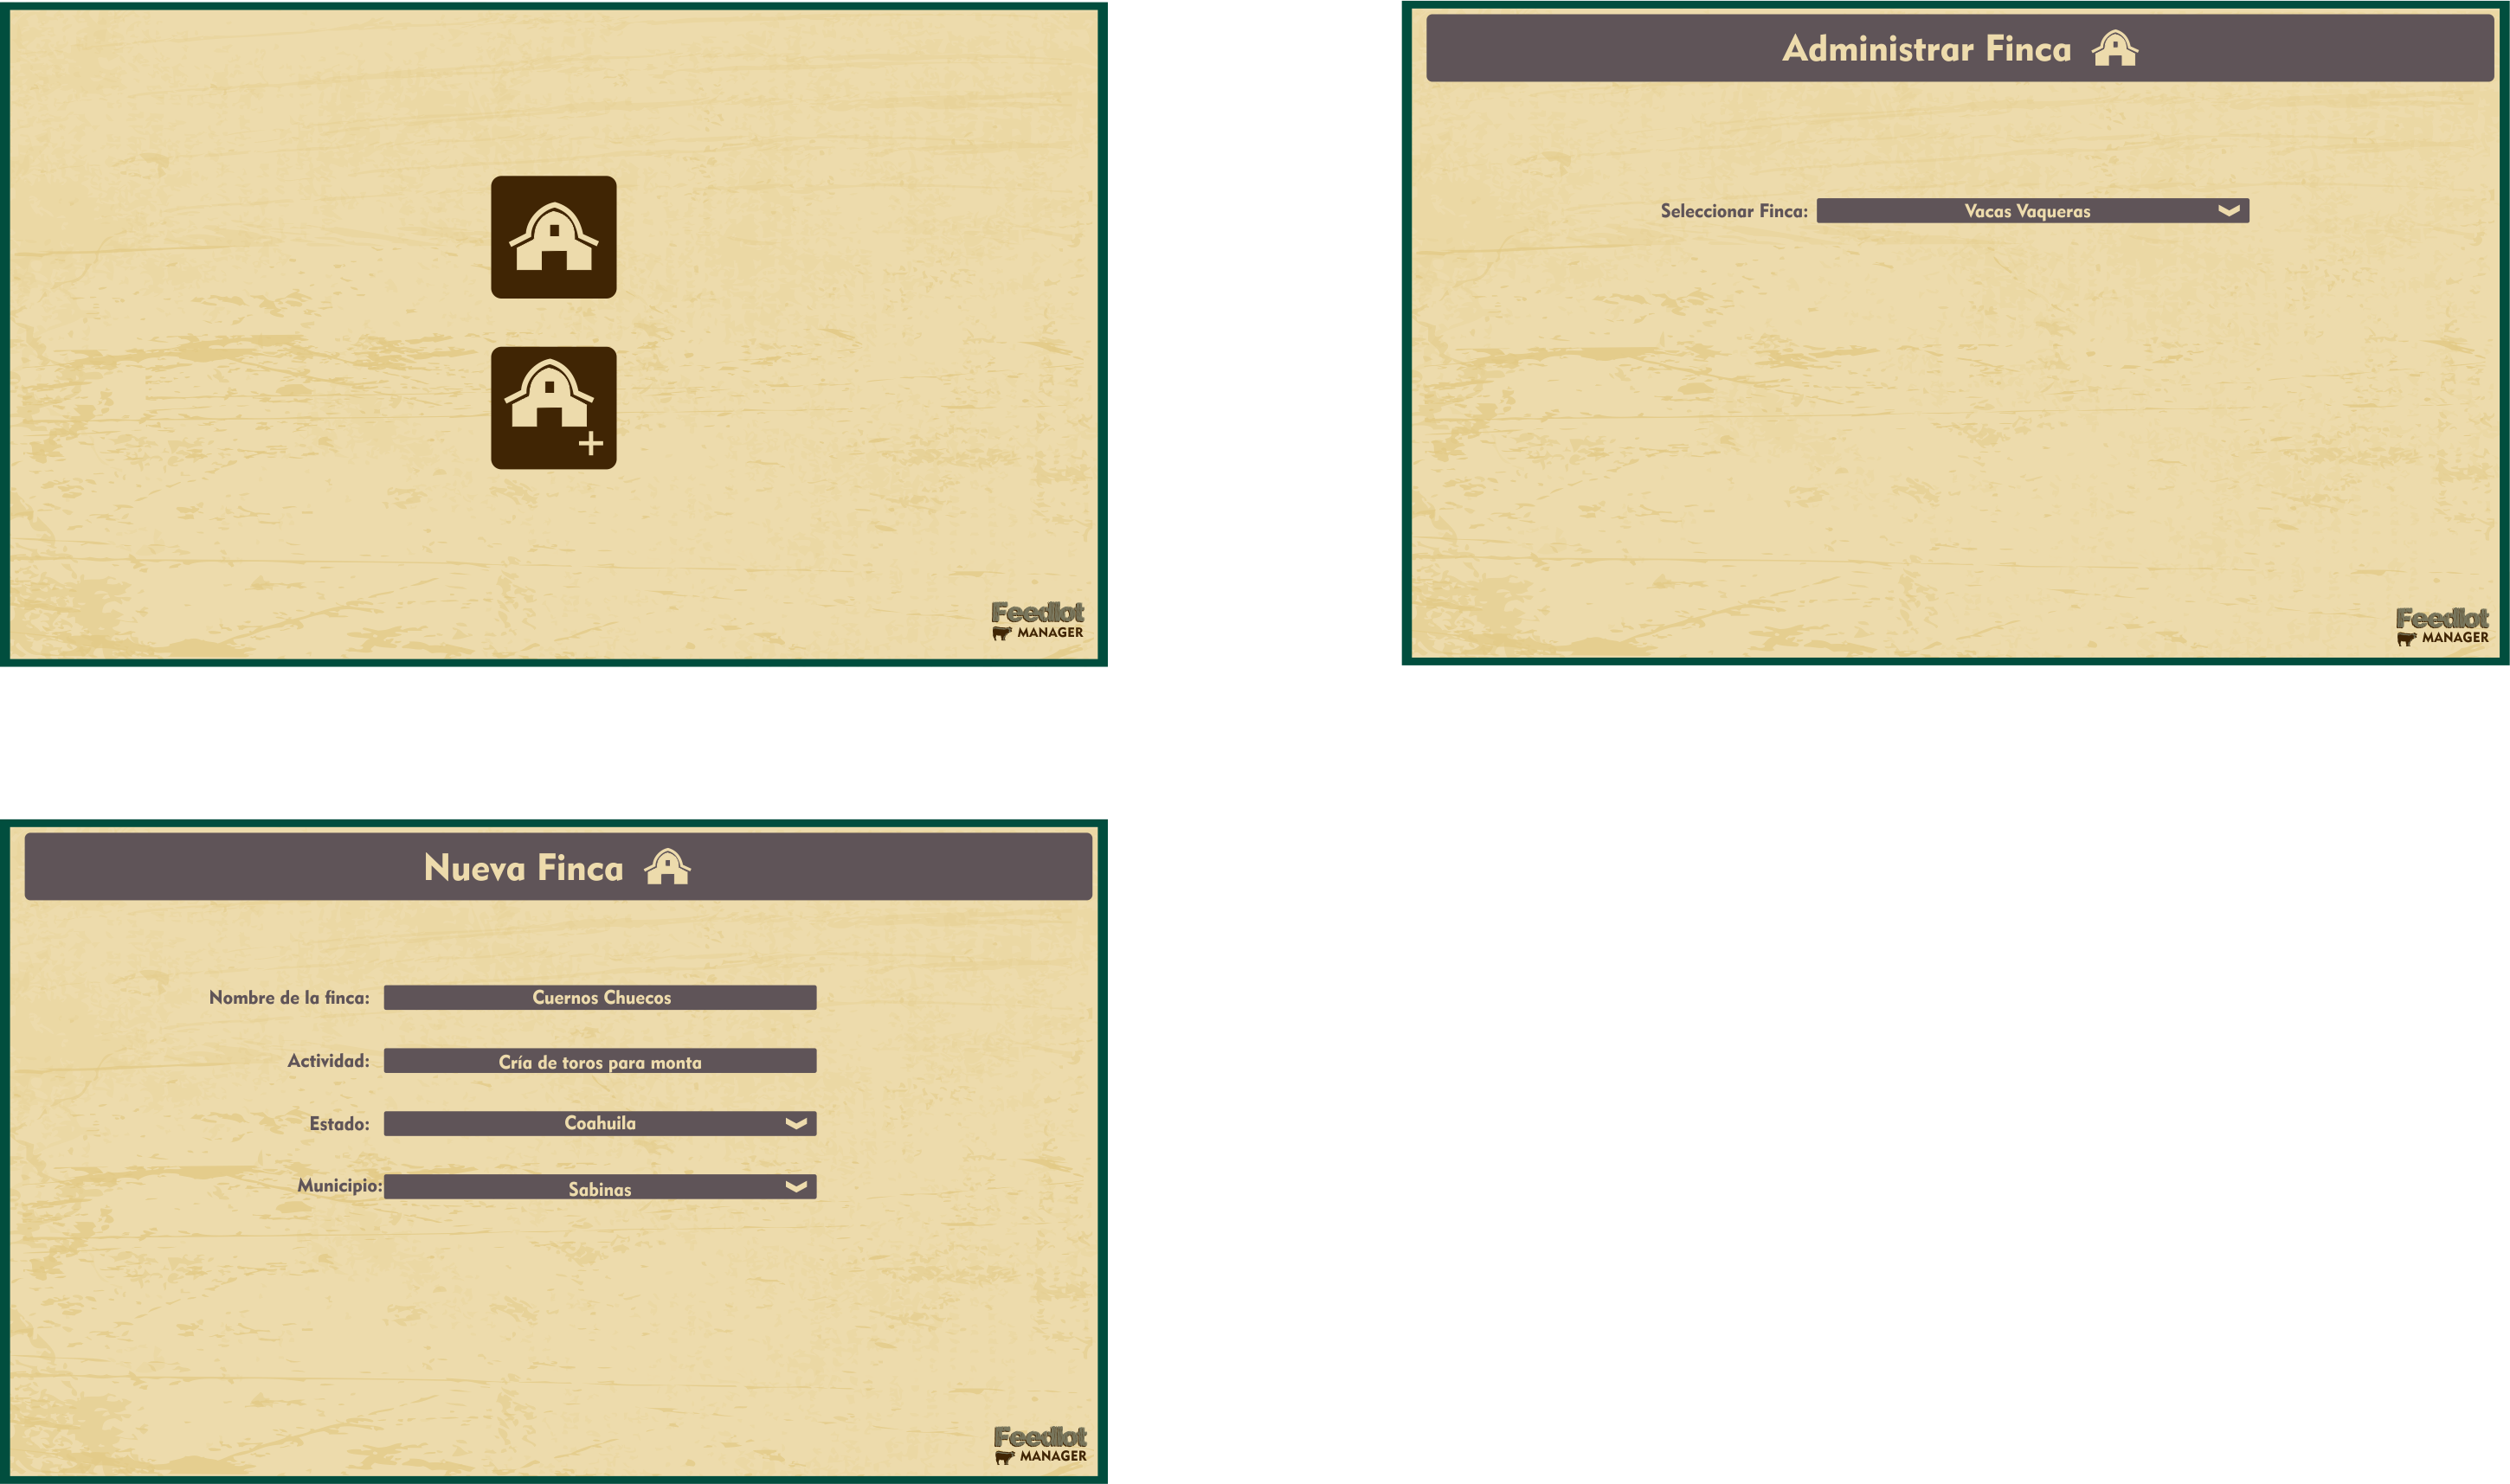 Feedlot
MANAGER
Administrar Finca
Seleccionar Finca: Vacas Vaqueras
Feedlot
MANAGER
Nueva Finca
Nombre de la finca: Cuernos Chuecos
Actividad: Cría de toros para monta
Estado: Coahuila
Municipio: Sabinas
Feedlot
MANAGER